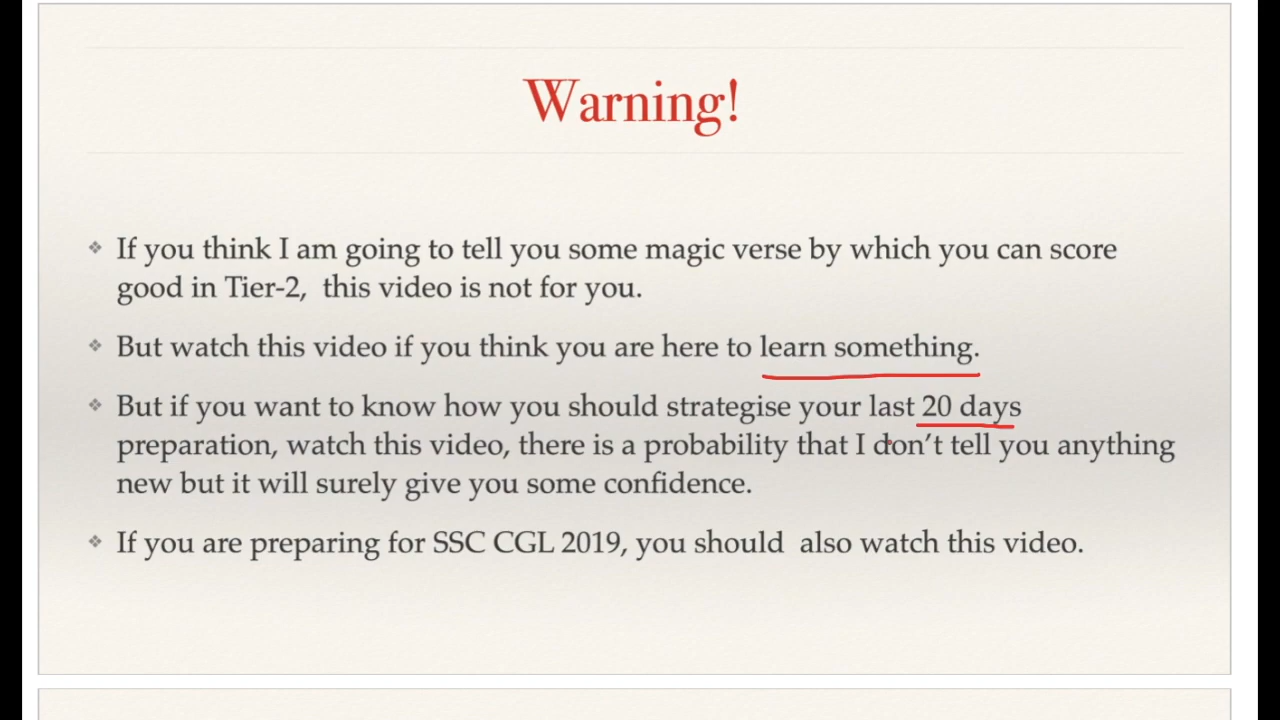 Warning!
If you think I am going to tell you some magic verse by which you can score
good in Tier-2,  this video is not for you.
But watch this video if you think you are here to learn something.
But if you want to know how you should strategise your last 20 days
preparation, watch this video, there is a probability that I don’t tell you anything
new but it will surely give you some confidence.
If you are preparing for SSC CGL 2019, you should  also watch this video.